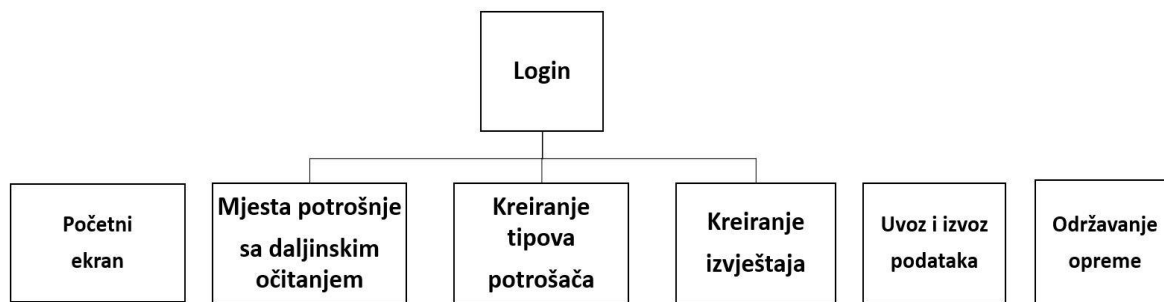 Login
Početni
ekran
Mjesta potrošnje
sa daljinskim
očitanjem
Kreiranje
tipova
potrošača
Kreiranje
izvještaja
Uvoz i izvoz
podataka
Održavanje
opreme